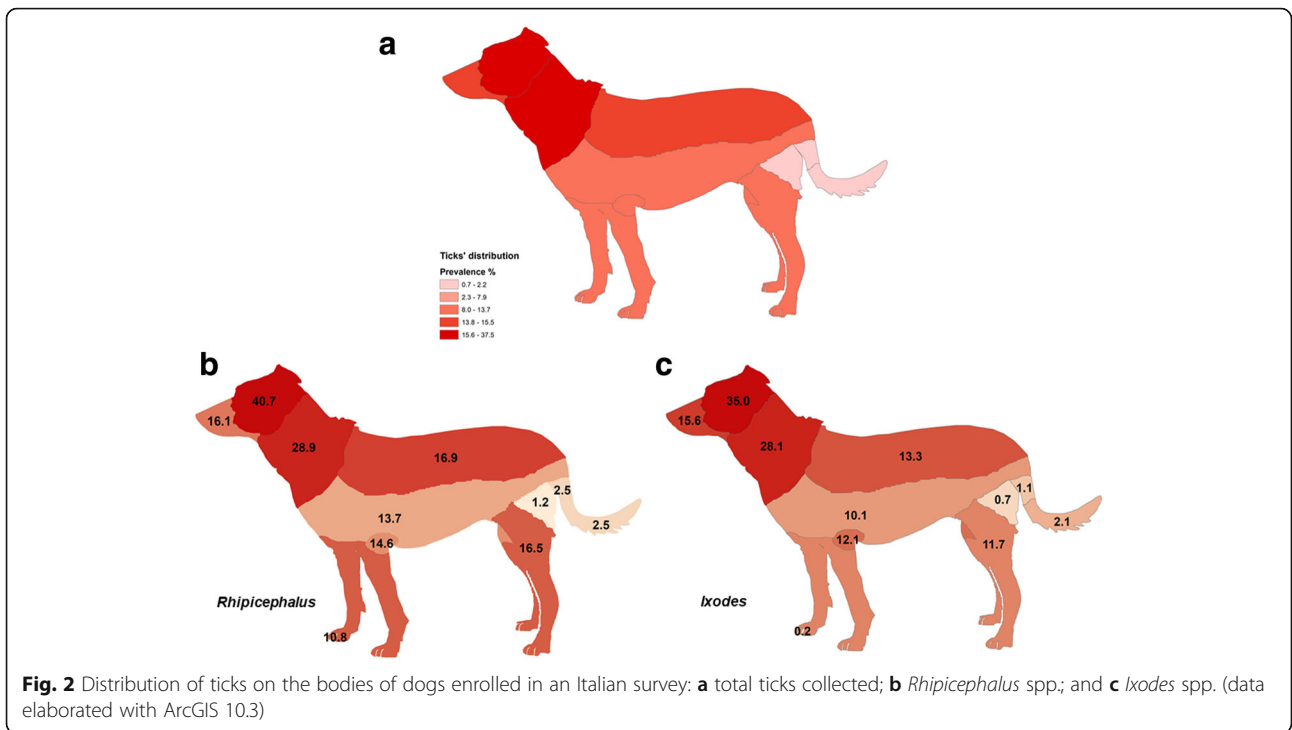 a
Ticks' distribution
Prevalence %
0.7 - 2.2
2.3 - 7.9
8.0 - 13.7
13.8 - 15.5
15.6 - 37.5
b
40.7
16.1
28.9
16.9
2.5
1.2
2.5
13.7
14.6
16.5
Rhipicephalus
10.8
c
35.0
15.6
28.1
13.3
1.1
0.7
2.1
10.1
12.1
11.7
Ixodes
0.2
Fig. 2 Distribution of ticks on the bodies of dogs enrolled in an Italian survey: a total ticks collected; b Rhipicephalus spp.; and c Ixodes spp. (data
elaborated with ArcGIS 10.3)